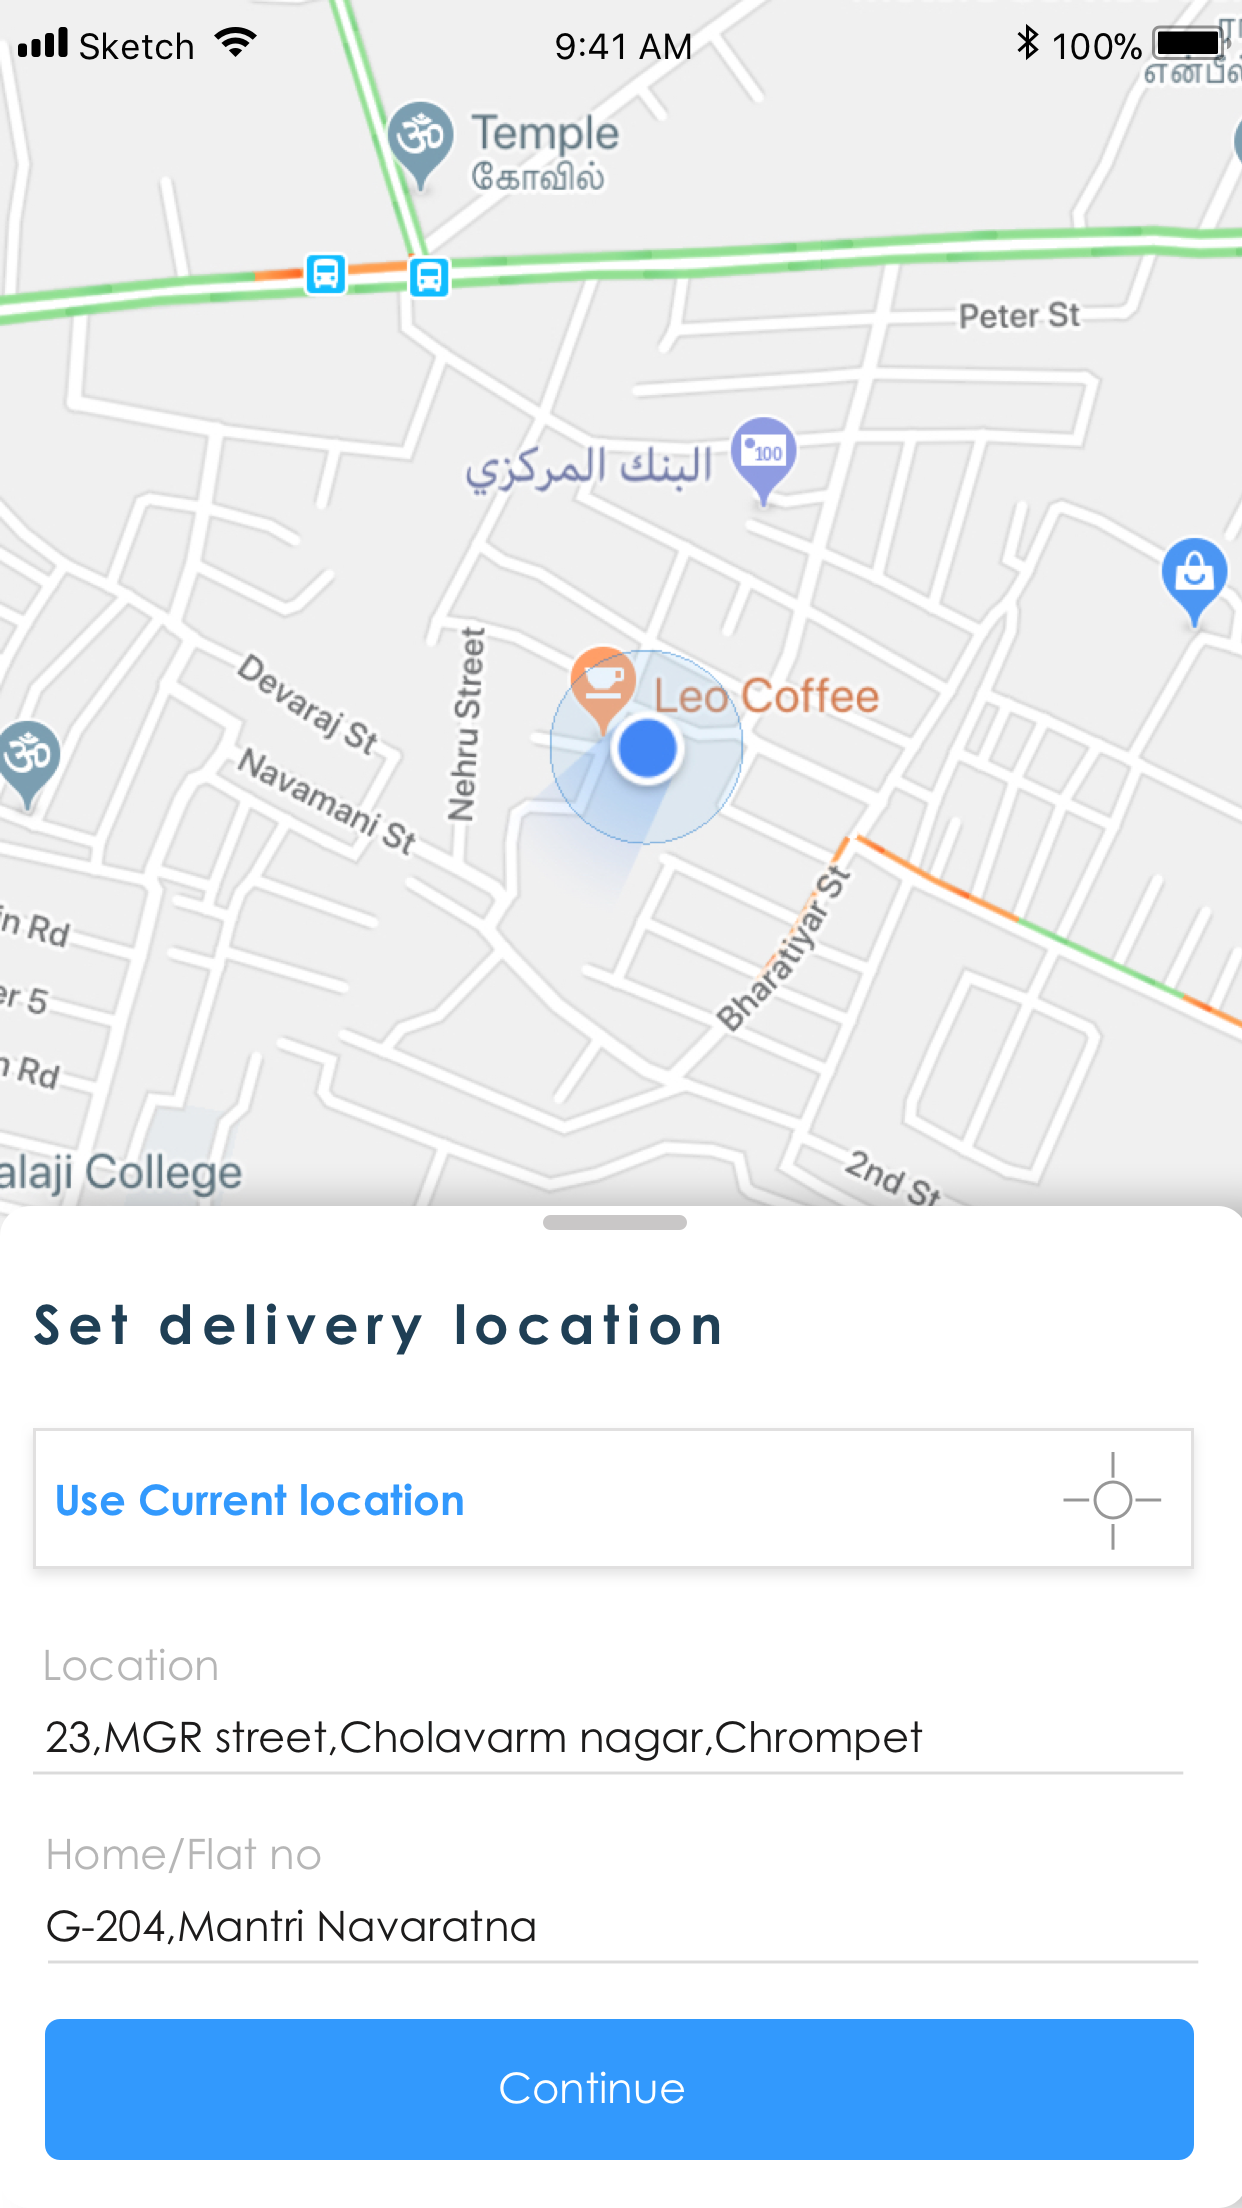 Sketch
9:41 AM
100%
Temple
கோவில்
Peter St
البنك المركزي
100
Devaraj St
Nehru Street
Leo Coffee
Navamani St
Bharatiyar St
in Rd
er 5
n Rd
alaji College
2nd St
Set delivery location
Use Current location
Location
23,MGR street,Cholavarm nagar,Chrompet
Home/Flat no
G-204,Mantri Navaratna
Continue